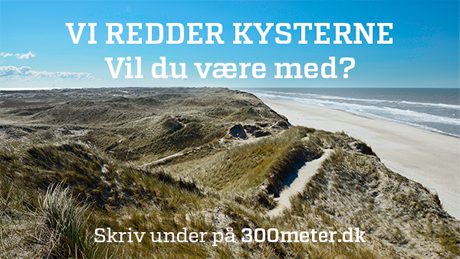 VI REDDER KYSTERNE
Vil du være med?
Skriv under på 300meter.dk